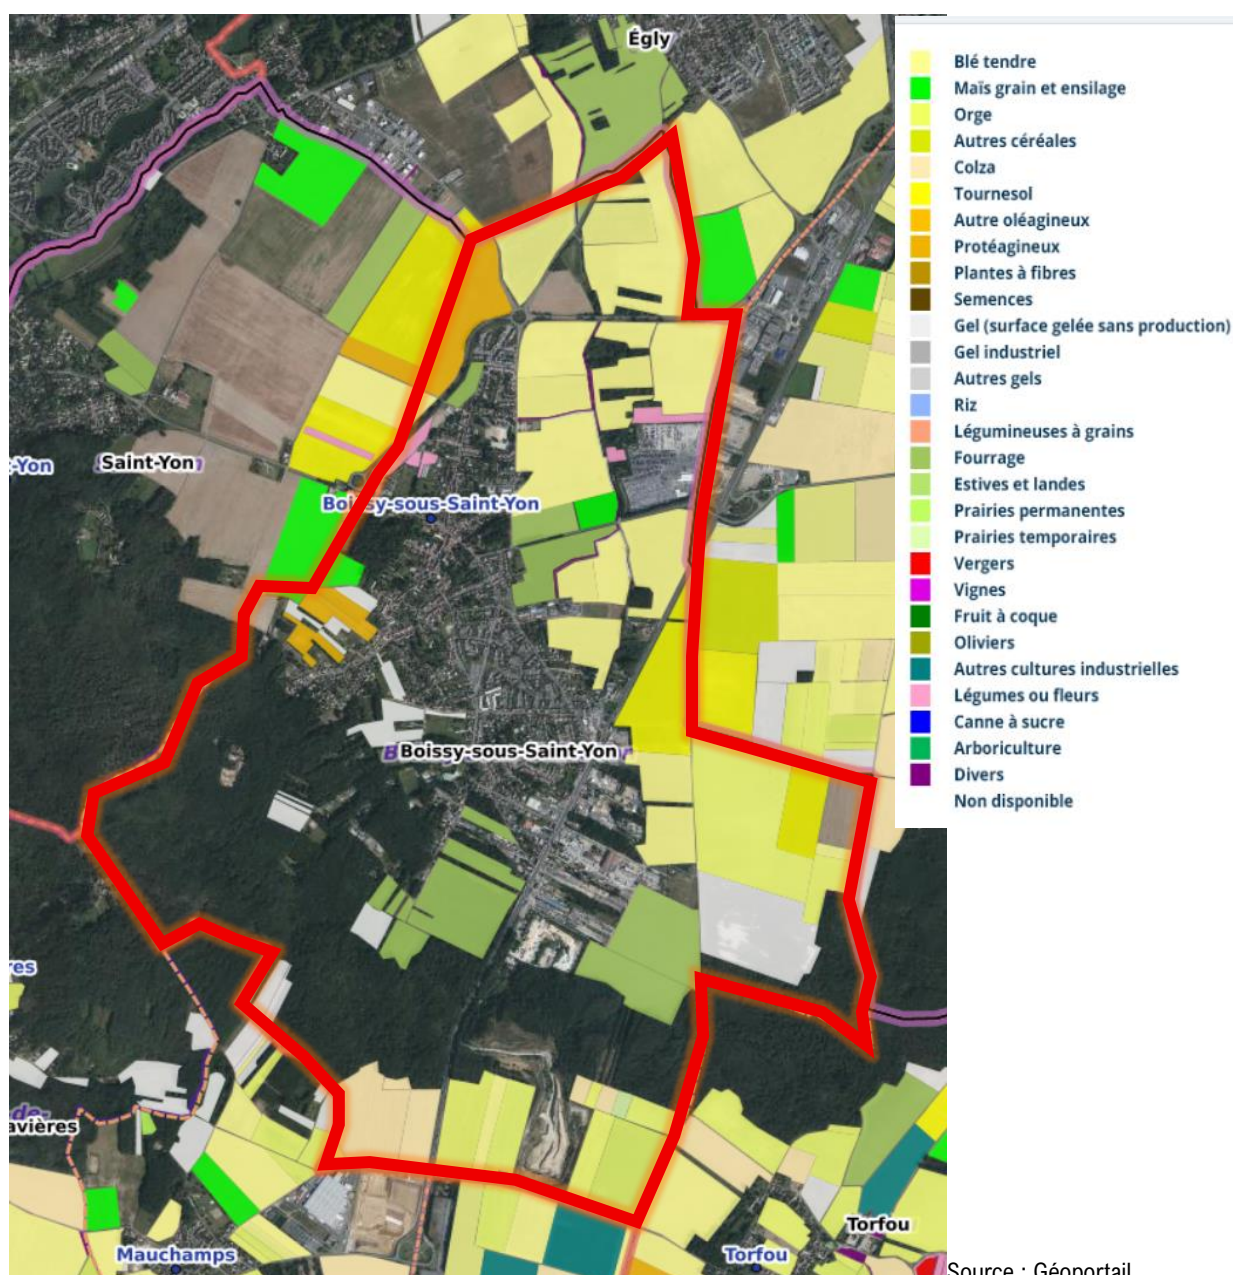 Égly
Saint-Yon
-Yon
Boissy-sous-Saint-Yon
Boissy-sous-Saint-Yon
res
de-
avières
Mauchamps
Torfou
Torfou
Blé tendre
Maïs grain et ensilage
Orge
Autres céréales
Colza
Tournesol
Autre oléagineux
Protéagineux
Plantes à fibres
Semences
Gel (surface gelée sans production)
Gel industriel
Autres gels
Riz
Légumineuses à grains
Fourrage
Estives et landes
Prairies permanentes
Prairies temporaires
Vergers
Vignes
Fruit à coque
Oliviers
Autres cultures industrielles
Légumes ou fleurs
Canne à sucre
Arboriculture
Divers
Non disponible
Source : Géoportail